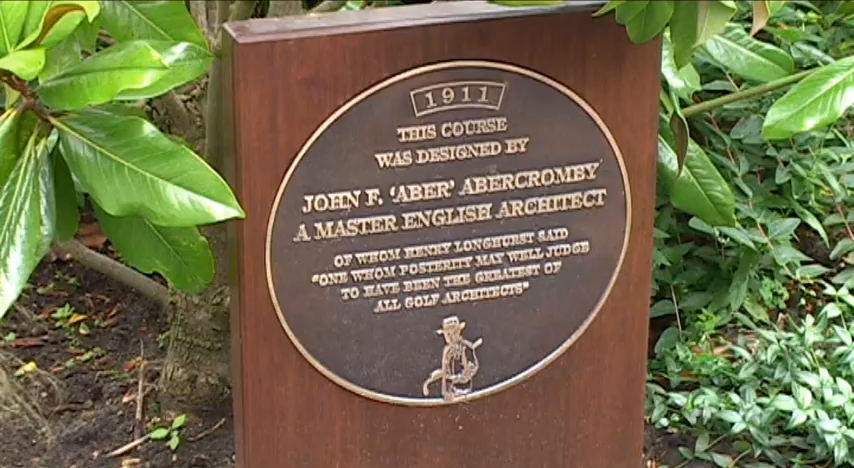 1911
THIS COURSE
WAS DESIGNED BY
JOHN F. 'ABER' ABERCROMBY
A MASTER ENGLISH ARCHITECT
OF WHOM HENRY LONGHURST SAID
"ONE WHOM POSTERITY MAY WELL JUDGE
TO HAVE BEEN THE GREATEST OF
ALL GOLF ARCHITECTS"